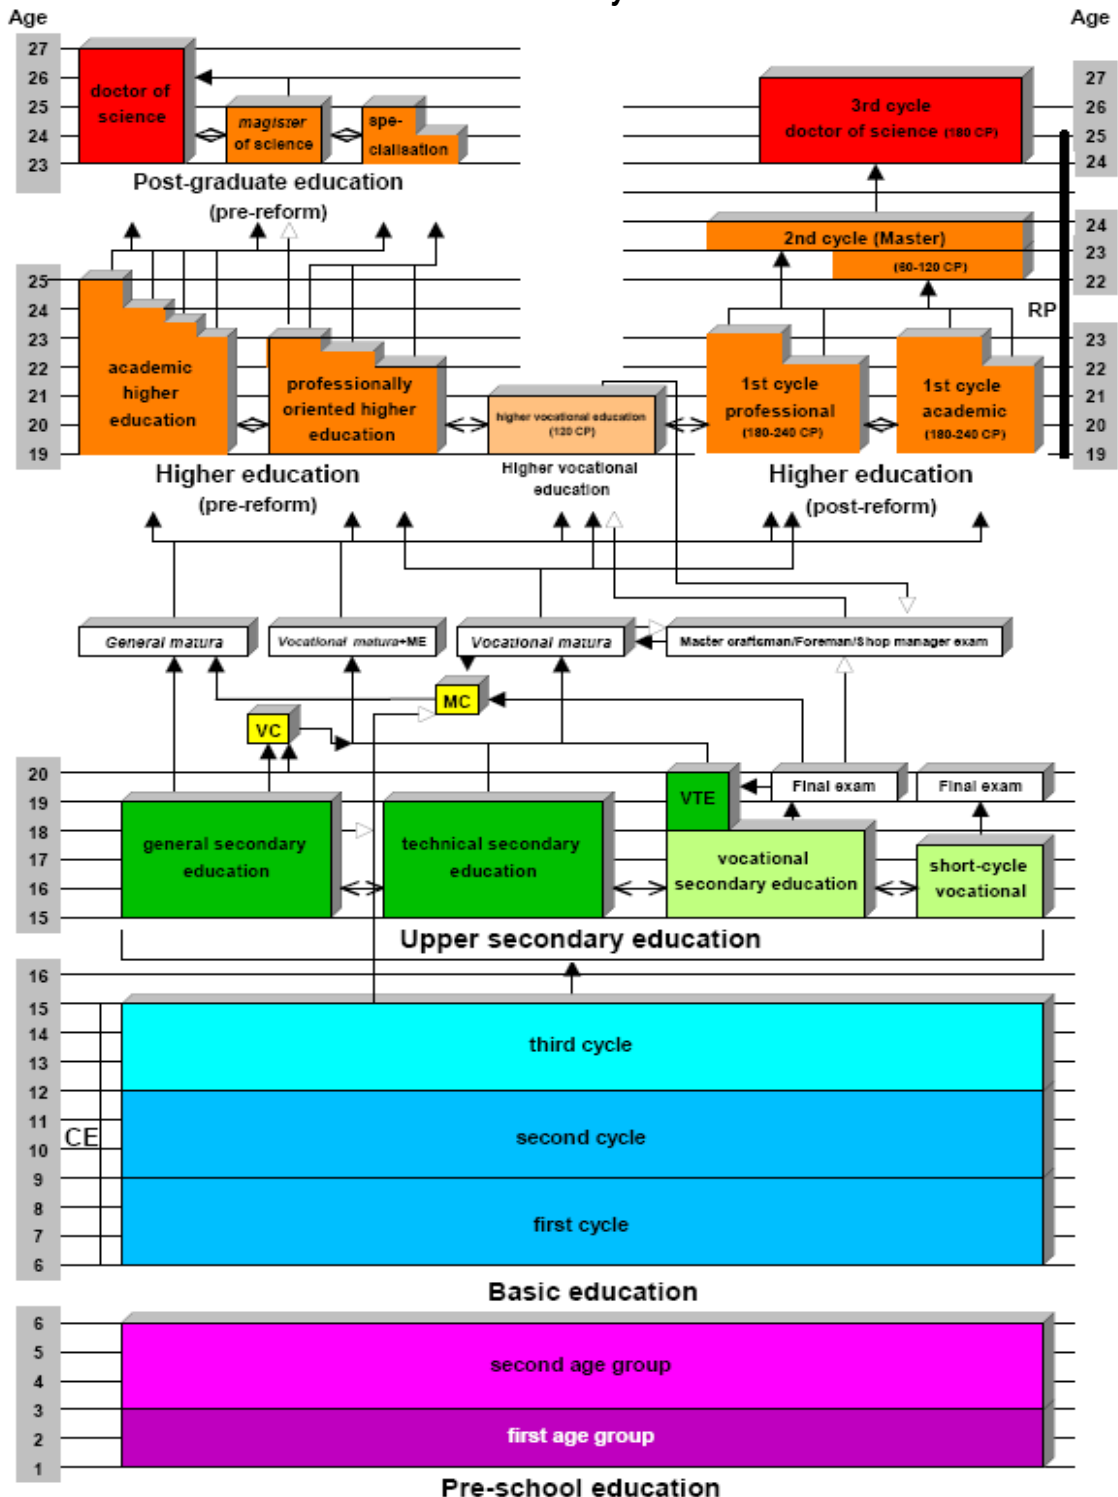 Age
Age
27
26
25
24
23
doctor of
science
magister
of science
spe-
cialisation
Post-graduate education
(pre-reform)
27
26
25
24
3rd cycle
doctor of science (180 CP)
24
23
22
2nd cycle (Master)
(60-120 CP)
RP
25
24
23
22
21
20
19
academic
higher
education
professionally
oriented higher
education
higher vocational education
(120 CP)
1st cycle
professional
(180-240 CP)
1st cycle
academic
(180-240 CP)
23
22
21
20
19
Higher education
(pre-reform)
Higher vocational
education
Higher education
(post-reform)
General matura
Vocational matura+ME
Vocational matura
Master craftsman/Foreman/Shop manager exam
MC
VC
20
19
18
17
16
15
general secondary
education
technical secondary
education
VTE
Final exam
Final exam
vocational
secondary education
short-cycle
vocational
Upper secondary education
16
15
14
13
12
11
10
9
8
7
6
CE
third cycle
second cycle
first cycle
Basic education
6
5
4
3
2
1
second age group
first age group
Pre-school education